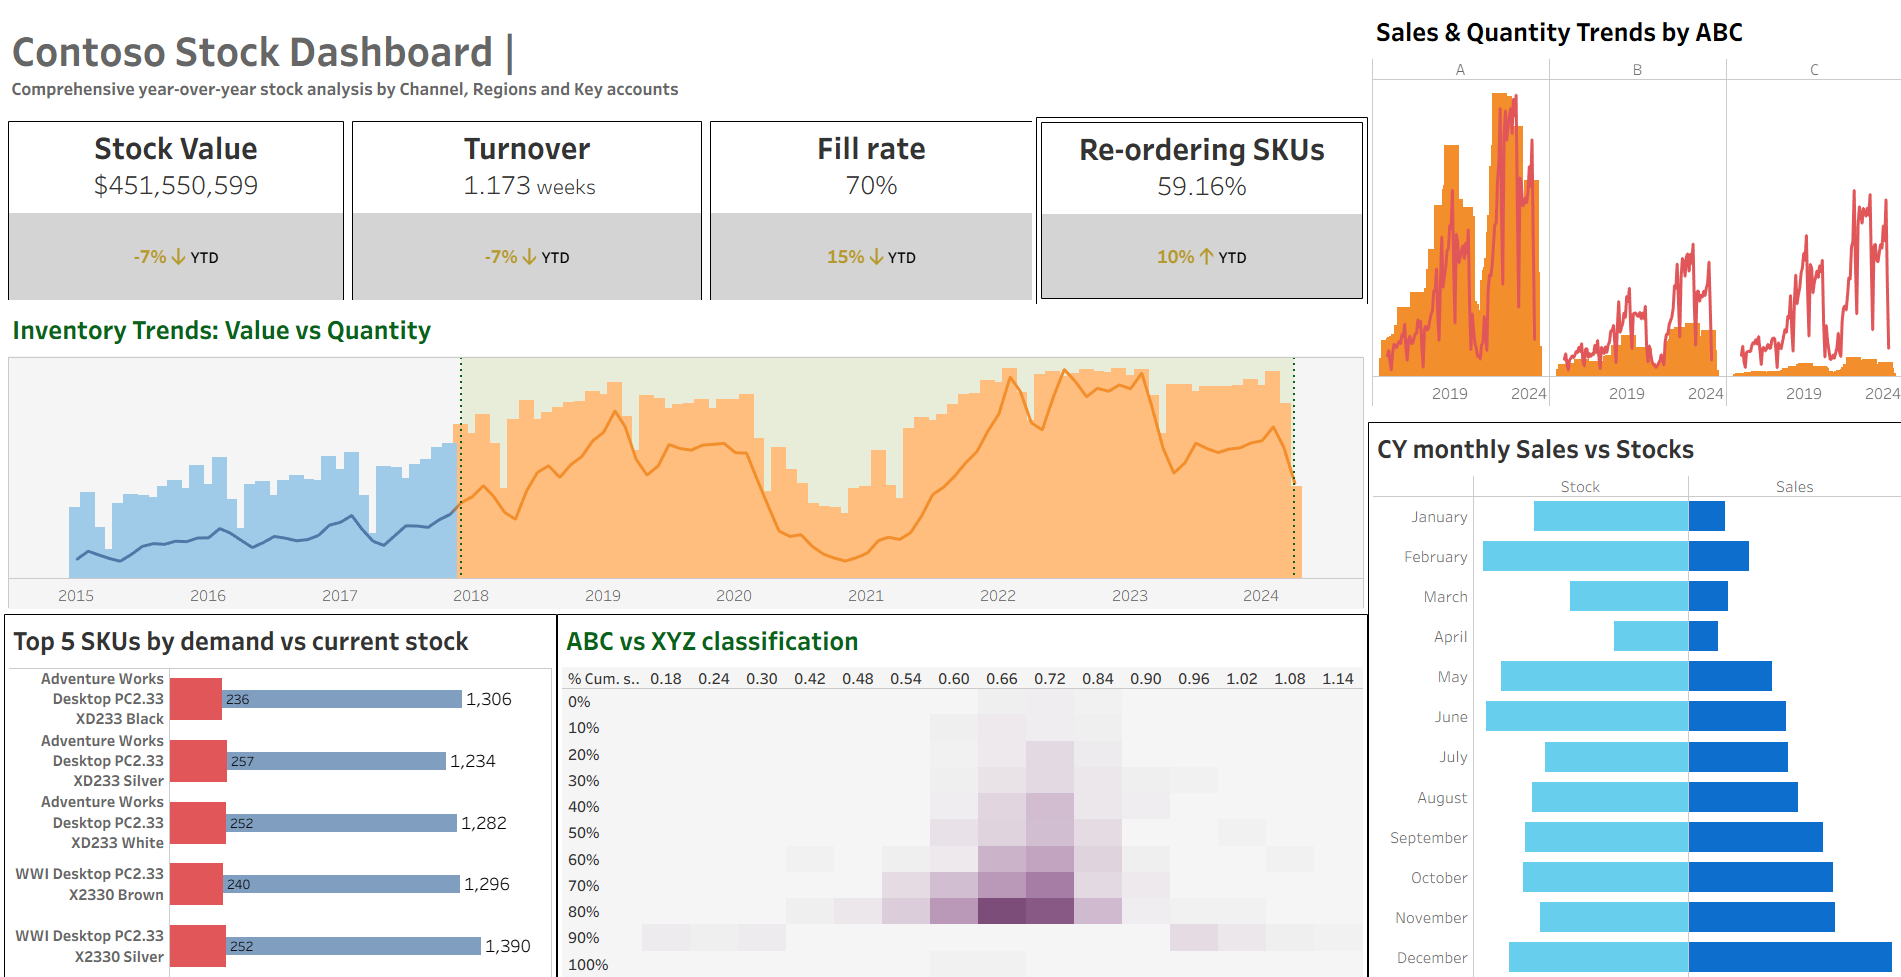 Contoso Stock Dashboard |
Comprehensive year-over-year stock analysis by Channel, Regions and Key accounts
Stock Value
$451,550,599
-7% ↓ YTD
Turnover
1.173 weeks
-7% ↓ YTD
Fill rate
70%
15% ↓ YTD
Re-ordering SKUs
59.16%
10% ↑ YTD
Sales & Quantity Trends by ABC
A B C
2019 2024 2019 2024 2019 2024
Inventory Trends: Value vs Quantity
2015 2016 2017 2018 2019 2020 2021 2022 2023 2024
Top 5 SKUs by demand vs current stock
Adventure Works
Desktop PC2.33
XD233 Black
236 1,306
Adventure Works
Desktop PC2.33
XD233 Silver
257 1,234
Adventure Works
Desktop PC2.33
XD233 White
252 1,282
WWI Desktop PC2.33
X2330 Brown
240 1,296
WWI Desktop PC2.33
X2330 Silver
252 1,390
ABC vs XYZ classification
% Cum. s.. 0.18 0.24 0.30 0.42 0.48 0.54 0.60 0.66 0.72 0.84 0.90 0.96 1.02 1.08 1.14
0%
10%
20%
30%
40%
50%
60%
70%
80%
90%
100%
CY monthly Sales vs Stocks
Stock Sales
January
February
March
April
May
June
July
August
September
October
November
December